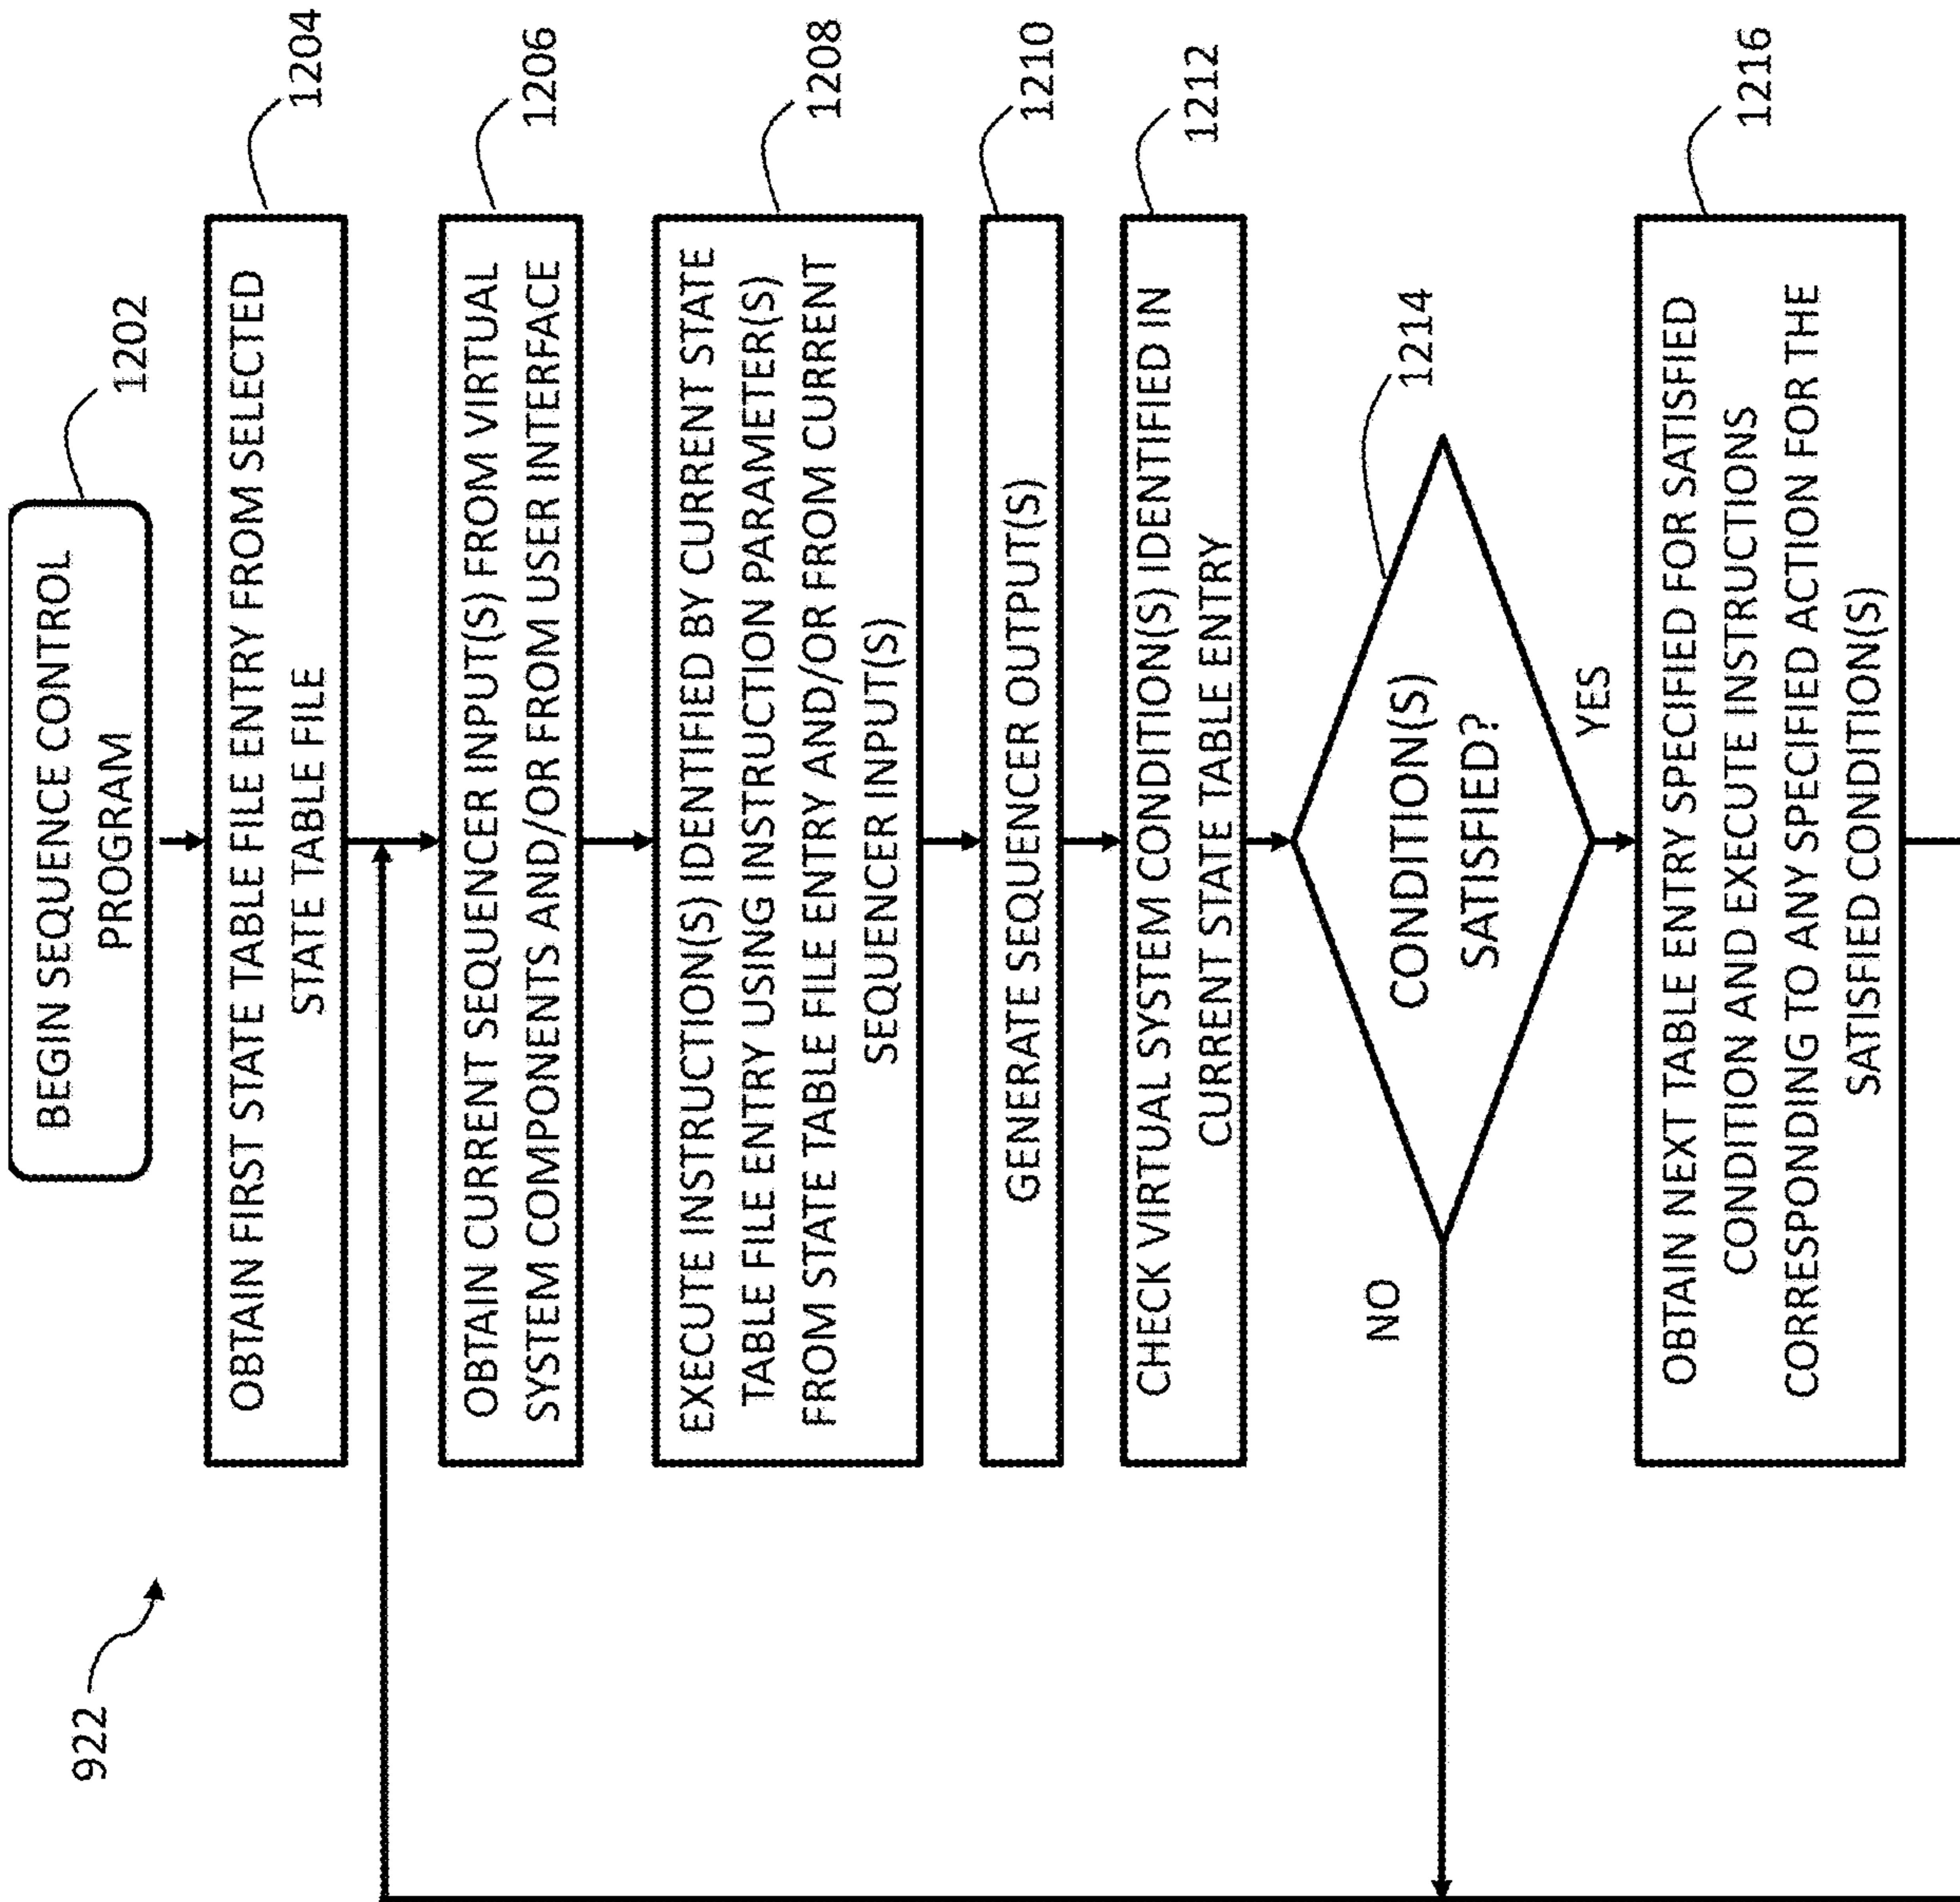 922
BEGIN SEQUENCE CONTROL
PROGRAM
1202
OBTAIN FIRST STATE TABLE FILE ENTRY FROM SELECTED
STATE TABLE FILE
1204
OBTAIN CURRENT SEQUENCER INPUT(S) FROM VIRTUAL
SYSTEM COMPONENTS AND/OR FROM USER INTERFACE
1206
EXECUTE INSTRUCTION(S) IDENTIFIED BY CURRENT STATE
TABLE FILE ENTRY USING INSTRUCTION PARAMETER(S)
FROM STATE TABLE FILE ENTRY AND/OR FROM CURRENT
SEQUENCER INPUT(S)
1208
GENERATE SEQUENCER OUTPUT(S)
1210
CHECK VIRTUAL SYSTEM CONDITION(S) IDENTIFIED IN
CURRENT STATE TABLE ENTRY
1212
CONDITION(S)
SATISFIED?
1214
NO
YES
OBTAIN NEXT TABLE ENTRY SPECIFIED FOR SATISFIED
CONDITION AND EXECUTE INSTRUCTIONS
CORRESPONDING TO ANY SPECIFIED ACTION FOR THE
SATISFIED CONDITION(S)
1216